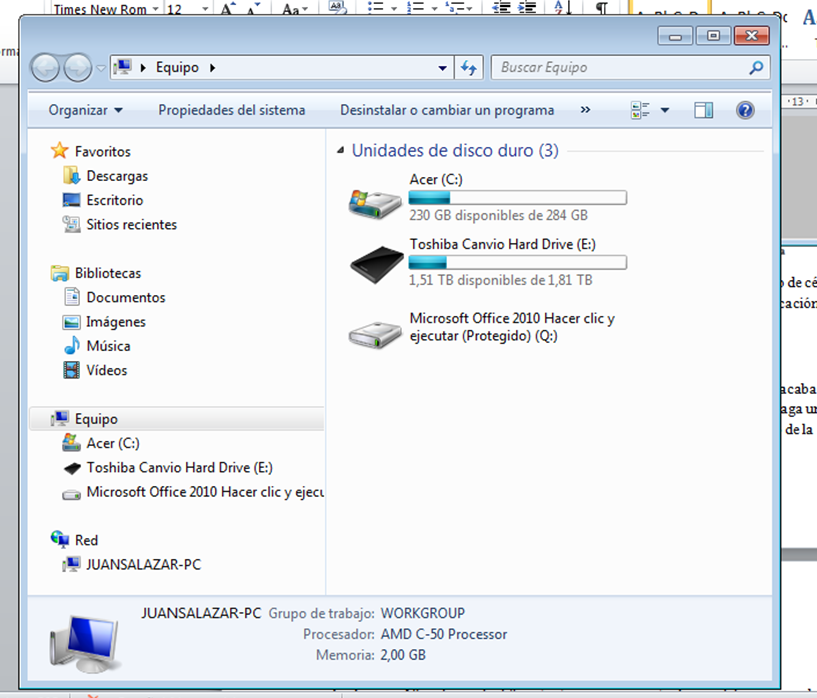 Times New Rom 12
Equipo
Buscar Equipo
Organizar Propiedades del sistema Desinstalar o cambiar un programa »
Favoritos
Descargas
Escritorio
Sitios recientes
Bibliotecas
Documentos
Imágenes
Música
Vídeos
Equipo
Acer (C:)
Toshiba Canvio Hard Drive (E:)
Microsoft Office 2010 Hacer clic y ejecu
Red
JUANSALAZAR-PC
Unidades de disco duro (3)
Acer (C:)
230 GB disponibles de 284 GB
Toshiba Canvio Hard Drive (E:)
1,51 TB disponibles de 1,81 TB
Microsoft Office 2010 Hacer clic y
ejecutar (Protegido) (Q:)
JUANSALAZAR-PC Grupo de trabajo: WORKGROUP
Procesador: AMD C-50 Processor
Memoria: 2,00 GB
13
de la